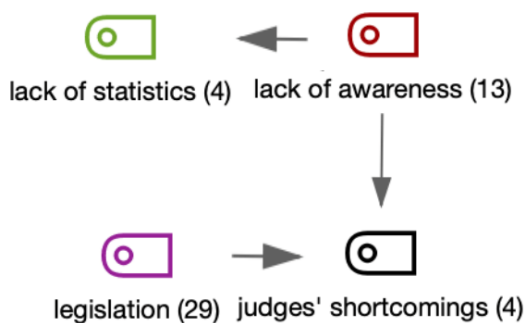 lack of statistics (4)
lack of awareness (13)
legislation (29)
judges' shortcomings (4)